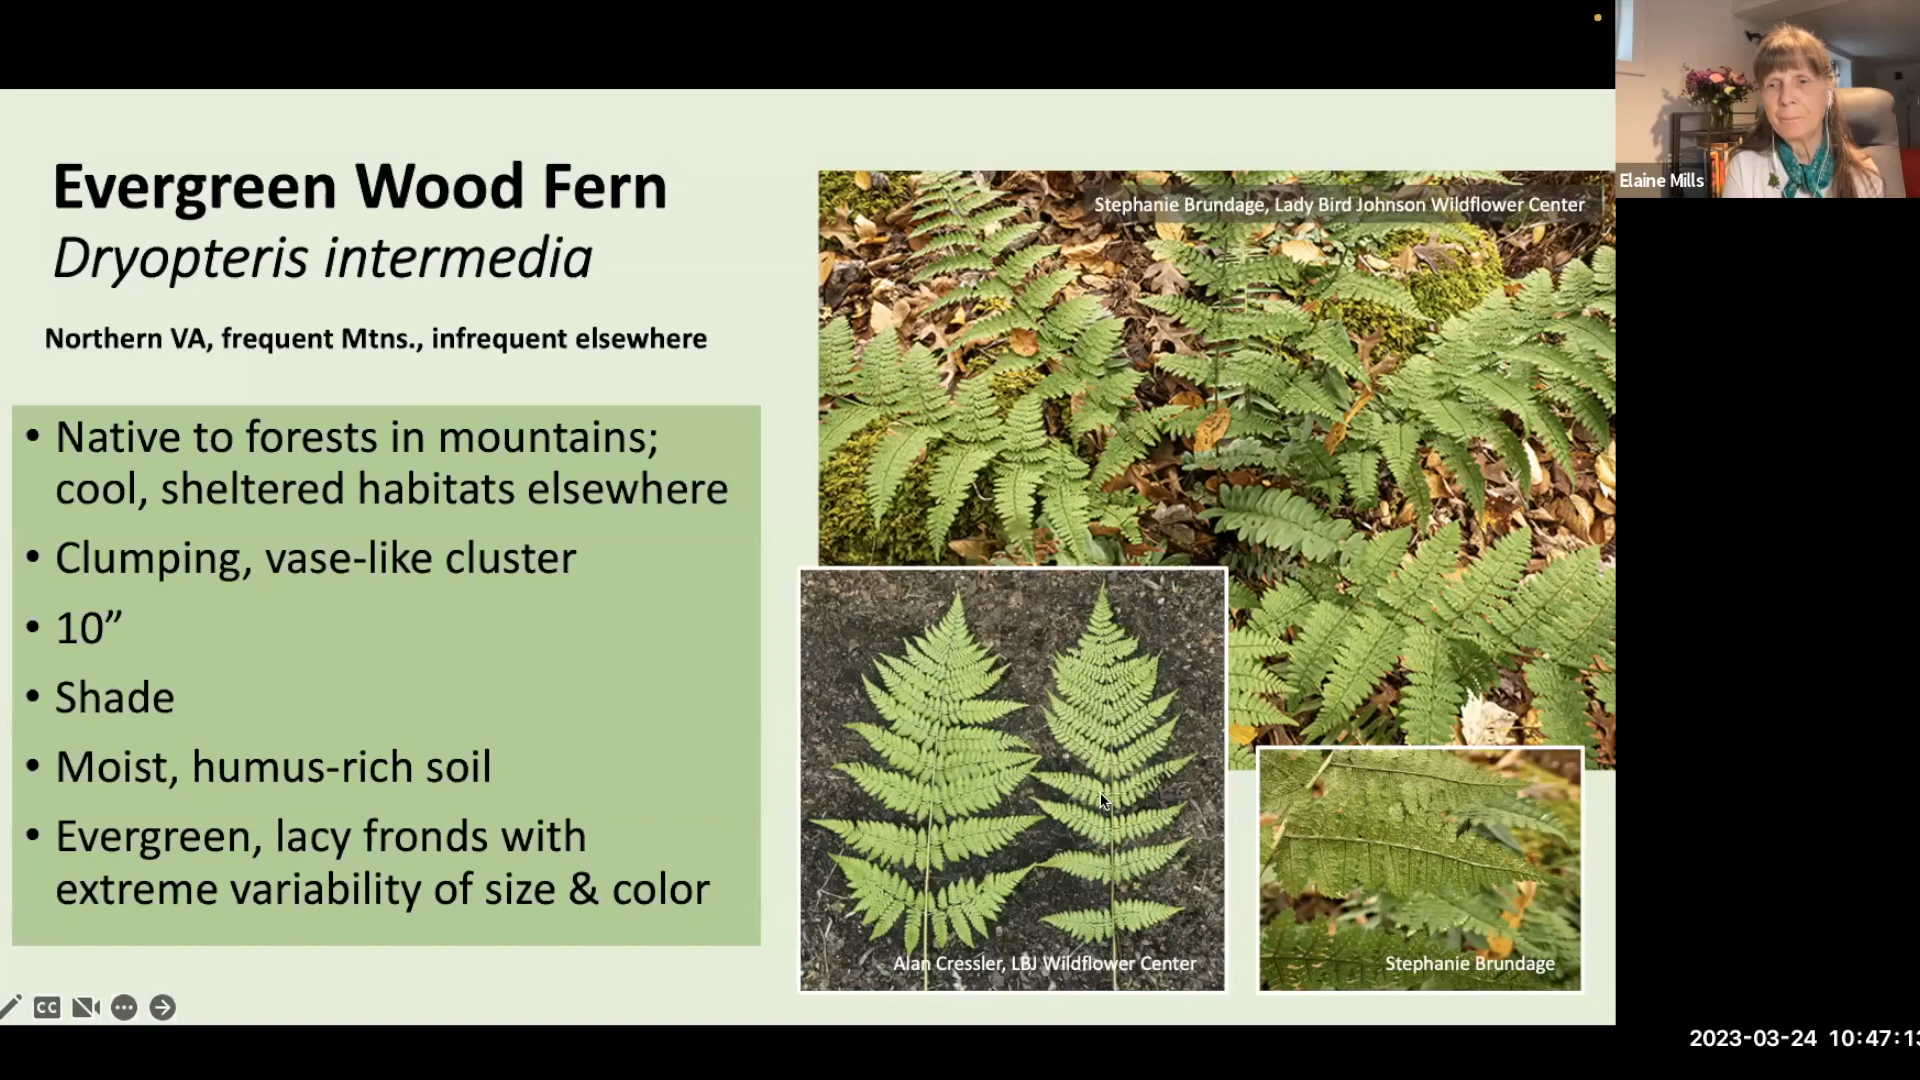 Evergreen Wood Fern
Dryopteris intermedia
Northern VA, frequent Mtns., infrequent elsewhere
• Native to forests in mountains;
cool, sheltered habitats elsewhere
• Clumping, vase-like cluster
• 10”
• Shade
• Moist, humus-rich soil
• Evergreen, lacy fronds with
extreme variability of size & color
Stephanie Brundage, Lady Bird Johnson Wildflower Center
Alan Cressler, LBJ Wildflower Center
Stephanie Brundage
Elaine Mills
CC
2023-03-24 10:47:13